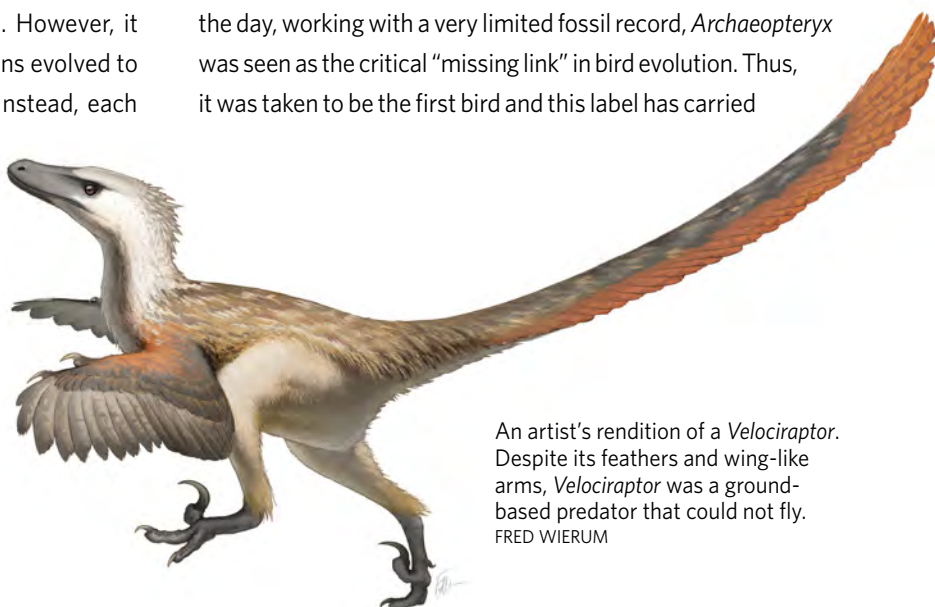 . However, it
ns evolved to
nstead, each
the day, working with a very limited fossil record, Archaeopteryx
was seen as the critical “missing link” in bird evolution. Thus,
it was taken to be the first bird and this label has carried
An artist’s rendition of a Velociraptor.
Despite its feathers and wing-like
arms, Velociraptor was a ground-
based predator that could not fly.
FRED WIERUM